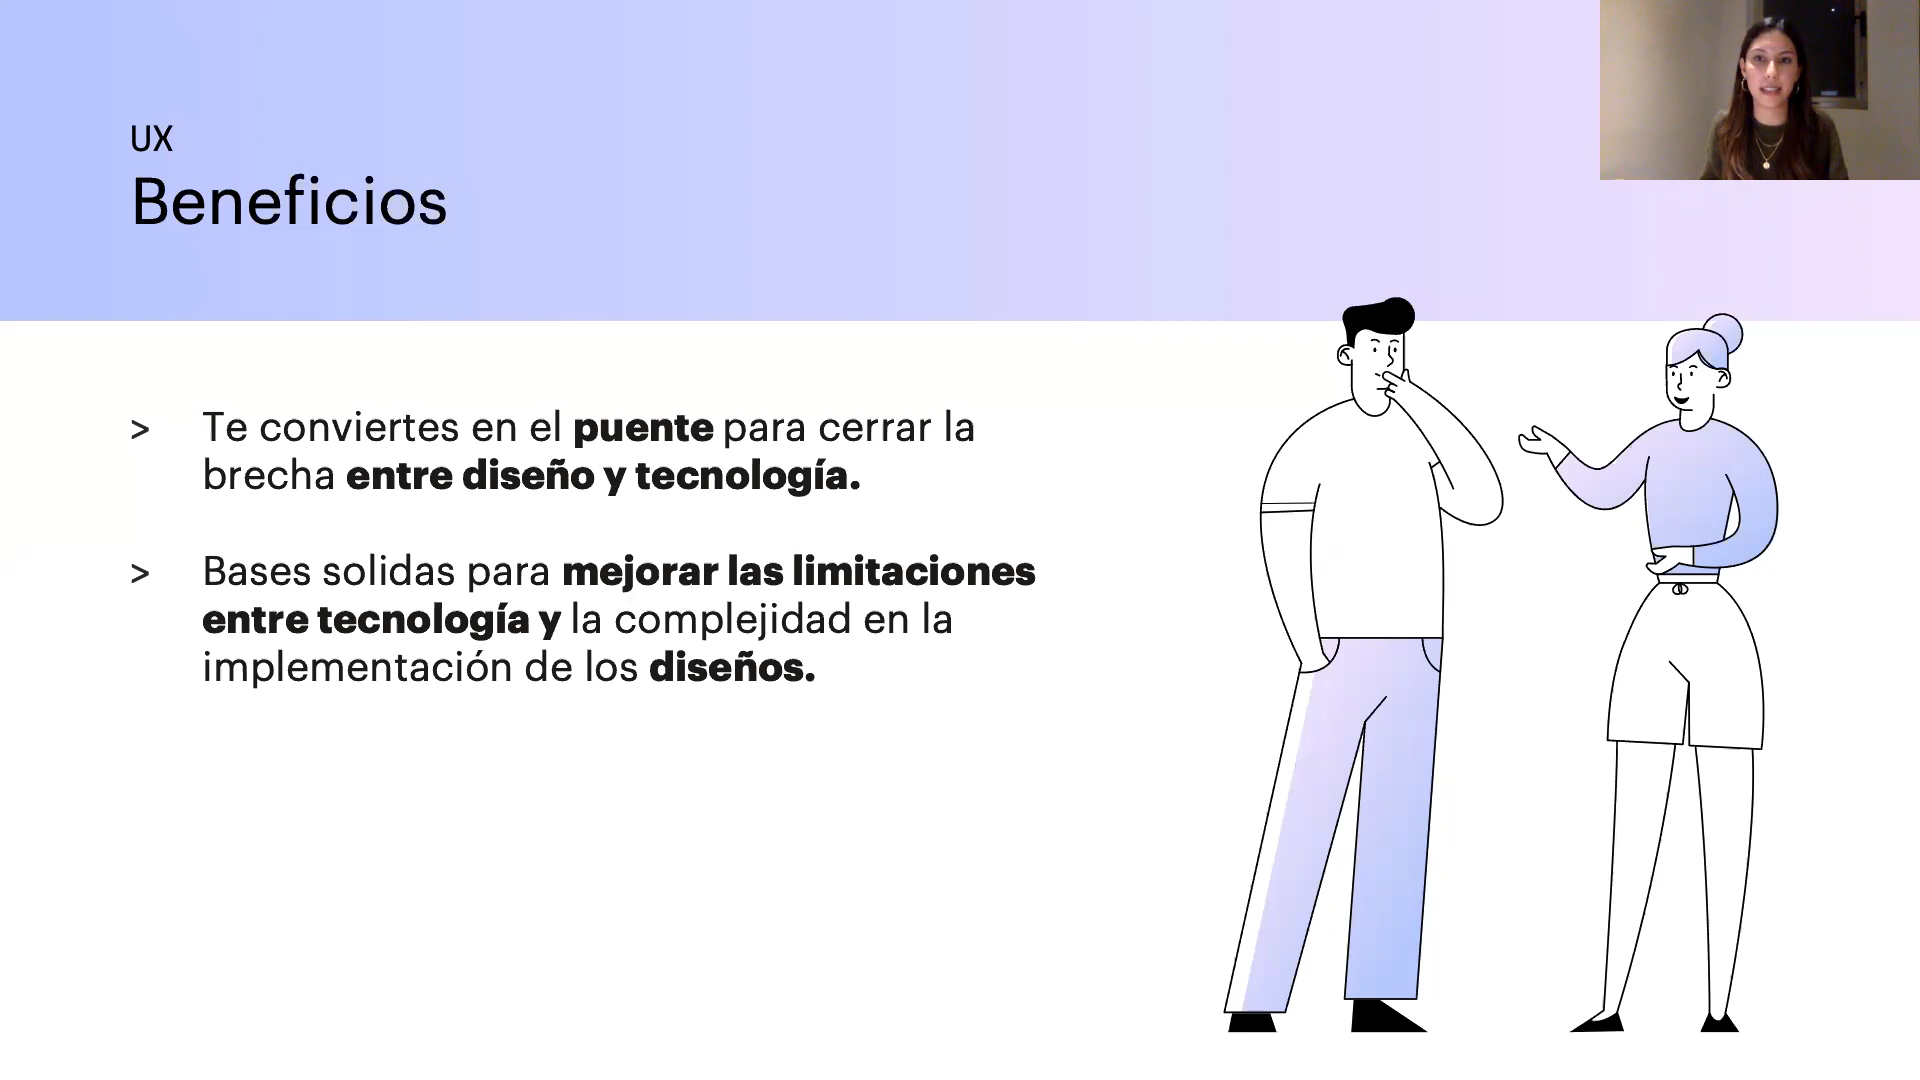 UX
Beneficios
> Te conviertes en el puente para cerrar la
brecha entre diseño y tecnología.
> Bases solidas para mejorar las limitaciones
entre tecnología y la complejidad en la
implementación de los diseños.